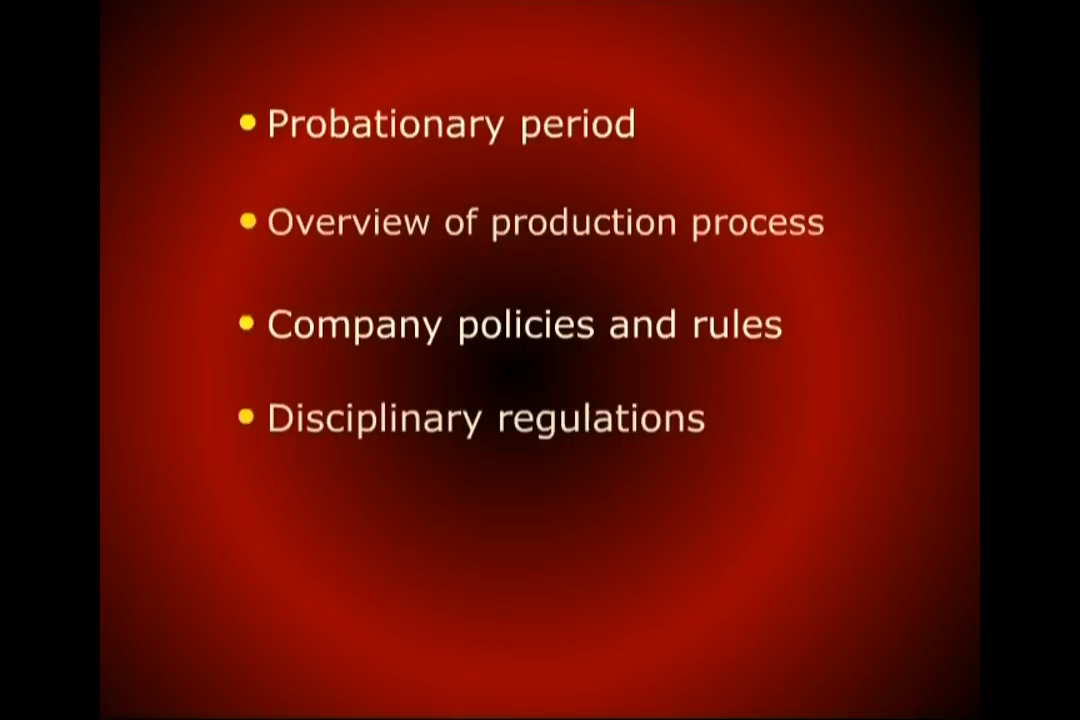 • Probationary period
• Overview of production process
• Company policies and rules
• Disciplinary regulations